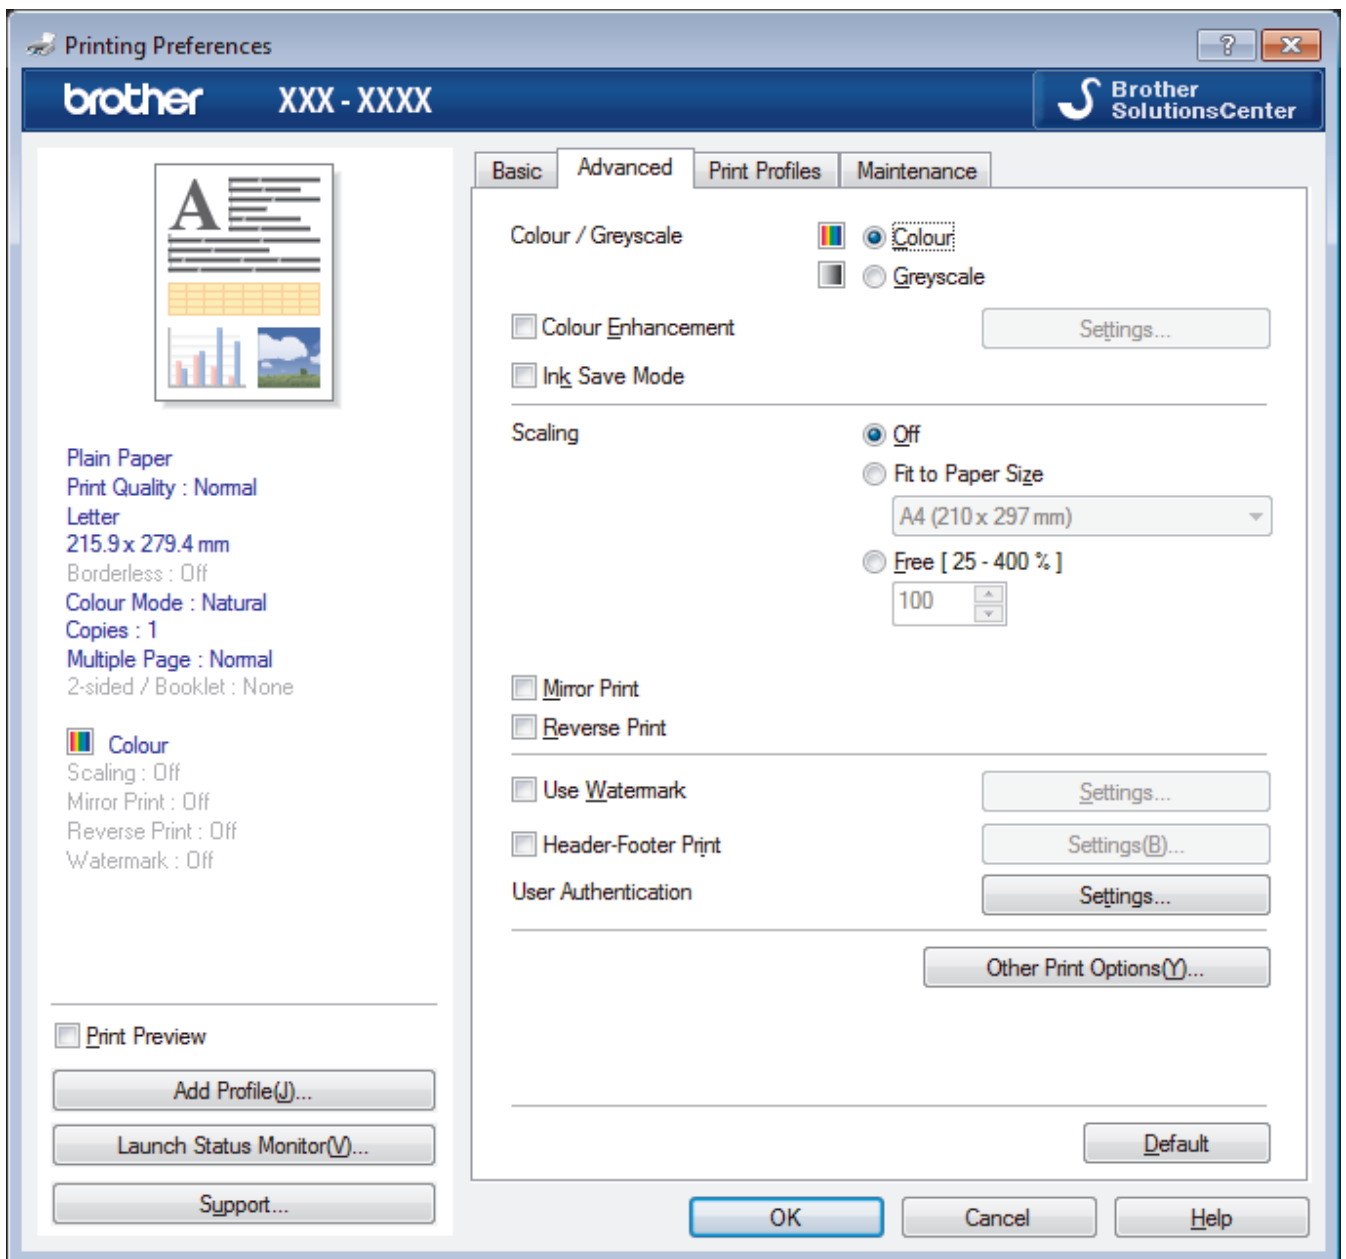 Printing Preferences
?
brother XXX - XXXX
Brother
SolutionsCenter
A
Plain Paper
Print Quality : Normal
Letter
215.9 x 279.4 mm
Borderless : Off
Colour Mode : Natural
Copies : 1
Multiple Page : Normal
2-sided / Booklet : None
Colour
Scaling : Off
Mirror Print : Off
Reverse Print : Off
Watermark : Off
Print Preview
Add Profile(J)...
Launch Status Monitor(V)...
Support...
Basic Advanced Print Profiles Maintenance
Colour / Greyscale Colour
Greyscale
Colour Enhancement Settings...
Ink Save Mode
Scaling Off
Fit to Paper Size
A4 (210 x 297 mm)
Free [ 25 - 400 % ]
100
Mirror Print
Reverse Print
Use Watermark Settings...
Header-Footer Print Settings(B)...
User Authentication Settings...
Other Print Options(Y)...
Default
OK Cancel Help